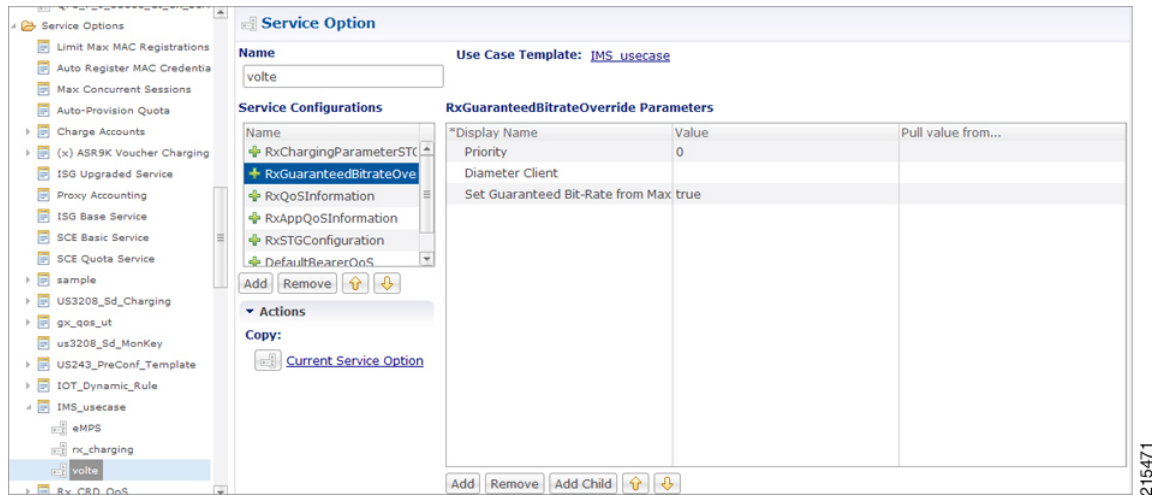 Service Options
Limit Max MAC Registrations
Auto Register MAC Credentia
Max Concurrent Sessions
Auto-Provision Quota
Charge Accounts
(x) ASR9K Voucher Charging
ISG Upgraded Service
Proxy Accounting
ISG Base Service
SCE Basic Service
SCE Quota Service
sample
US3208_Sd_Charging
gx_qos_ut
us3208_Sd_MonKey
US243_PreConf_Template
IOT_Dynamic_Rule
IMS_usecase
eMPS
rx_charging
volte
Rx_CRD_QoS
Service Option
Name
volte
Use Case Template: IMS_usecase
Service Configurations
Name
RxChargingParameterSTG
RxGuaranteedBitrateOve
RxQoSInformation
RxAppQoSInformation
RxSTGConfiguration
DefaultBearerQoS
Add Remove
Actions
Copy:
Current Service Option
RxGuaranteedBitrateOverride Parameters
*Display Name Value Pull value from...
Priority 0
Diameter Client
Set Guaranteed Bit-Rate from Max true
Add Remove Add Child
215471